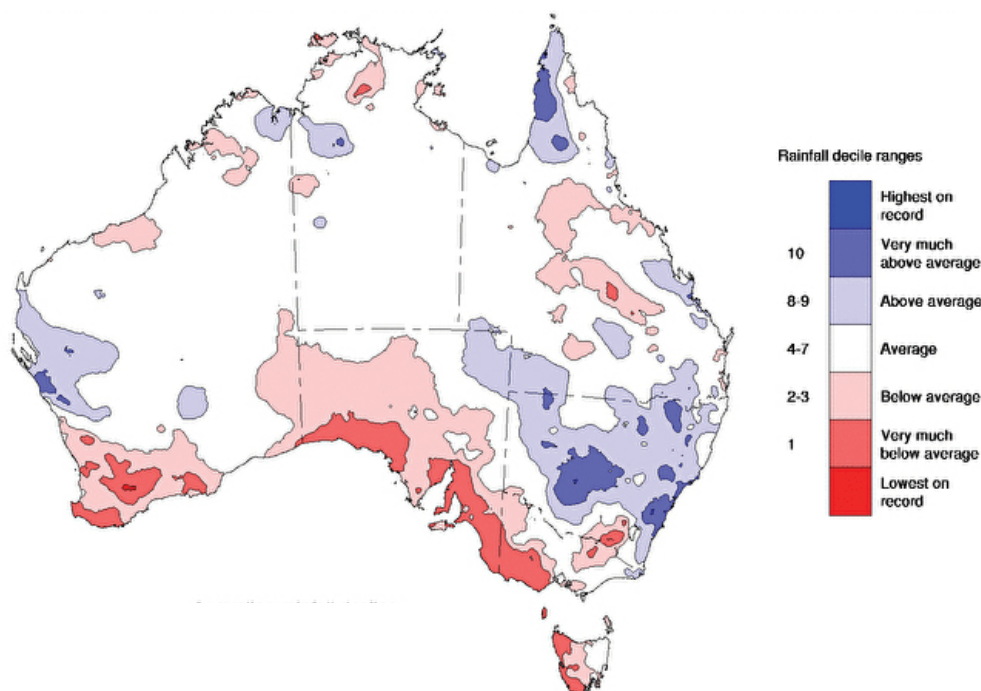 Rainfall decile ranges
Highest on
record
10
Very much
above average
8-9
Above average
4-7
Average
2-3
Below average
1
Very much
below average
Lowest on
record